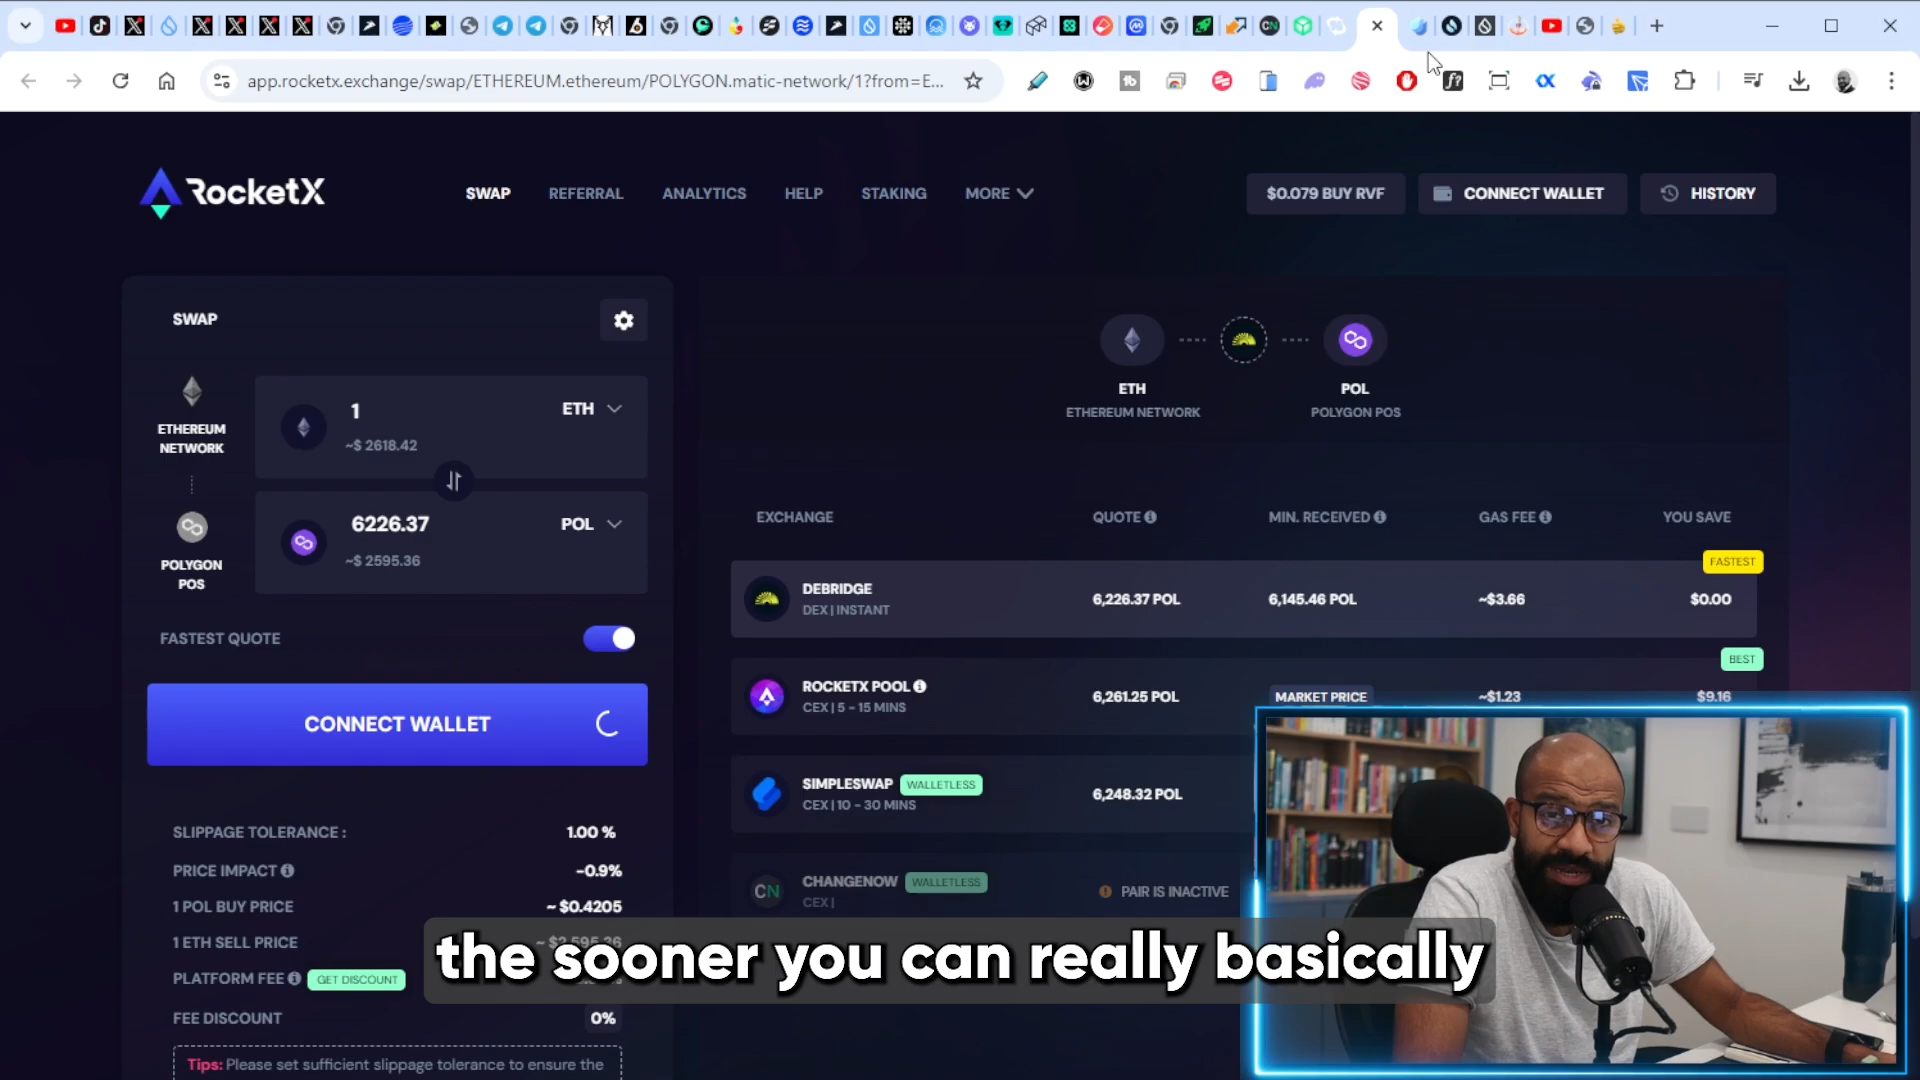 app.rocketx.exchange/swap/ETHEREUM.ethereum/POLYGON.matic-network/1?from=E...
RocketX
SWAP
REFERRAL
ANALYTICS
HELP
STAKING
MORE
$0.079 BUY RVF
CONNECT WALLET
HISTORY
SWAP
ETHEREUM
NETWORK
1
ETH
~$ 2618.42
POLYGON
POS
6226.37
POL
~$ 2595.36
FASTEST QUOTE
CONNECT WALLET
SLIPPAGE TOLERANCE :
1.00 %
PRICE IMPACT
-0.9%
1 POL BUY PRICE
~ $0.4205
1 ETH SELL PRICE
~ $2,595.36
PLATFORM FEE
GET DISCOUNT
FEE DISCOUNT
0%
Tips: Please set sufficient slippage tolerance to ensure the
ETH
ETHEREUM NETWORK
POL
POLYGON POS
EXCHANGE
QUOTE
MIN. RECEIVED
GAS FEE
YOU SAVE
FASTEST
DEBRIDGE
DEX | INSTANT
6,226.37 POL
6,145.46 POL
~$3.66
$0.00
BEST
ROCKETX POOL
CEX | 5 - 15 MINS
6,261.25 POL
MARKET PRICE
~$1.23
$9.16
SIMPLESWAP
WALLETLESS
CEX | 10 - 30 MINS
6,248.32 POL
CN
CHANGENOW
WALLETLESS
CEX |
PAIR IS INACTIVE
the sooner you can really basically